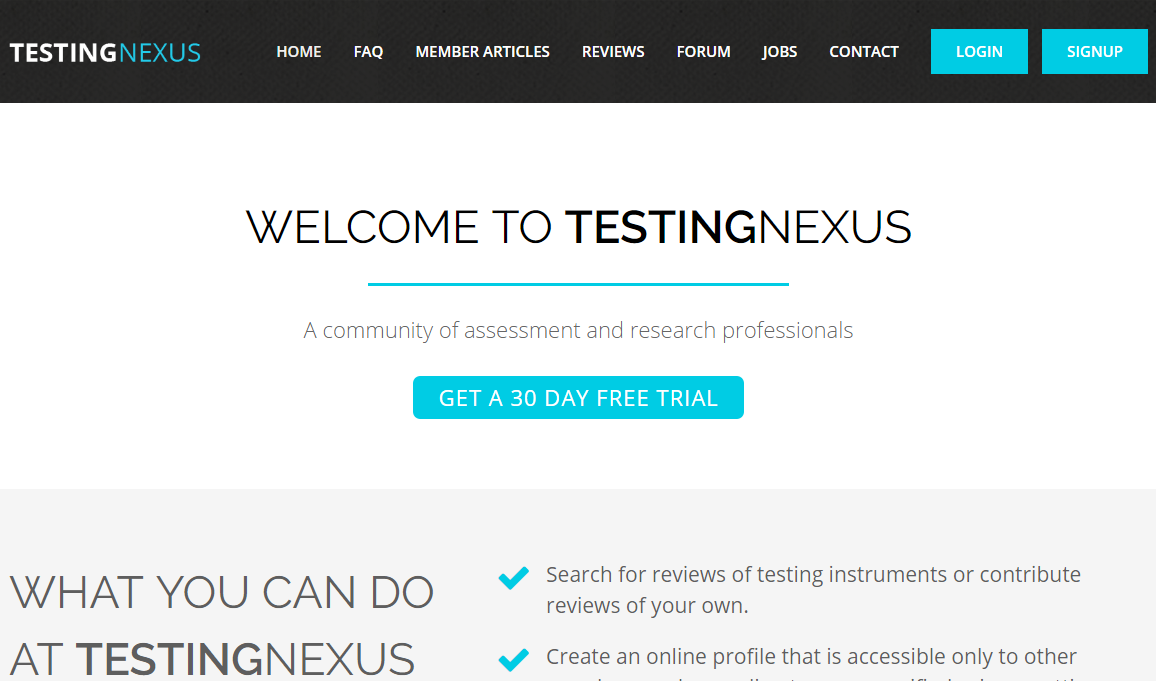 TESTINGNEXUS HOME FAQ MEMBER ARTICLES REVIEWS FORUM JOBS CONTACT LOGIN SIGNUP
WELCOME TO TESTINGNEXUS
A community of assessment and research professionals
GET A 30 DAY FREE TRIAL
WHAT YOU CAN DO
AT TESTINGNEXUS
Search for reviews of testing instruments or contribute
reviews of your own.
Create an online profile that is accessible only to other